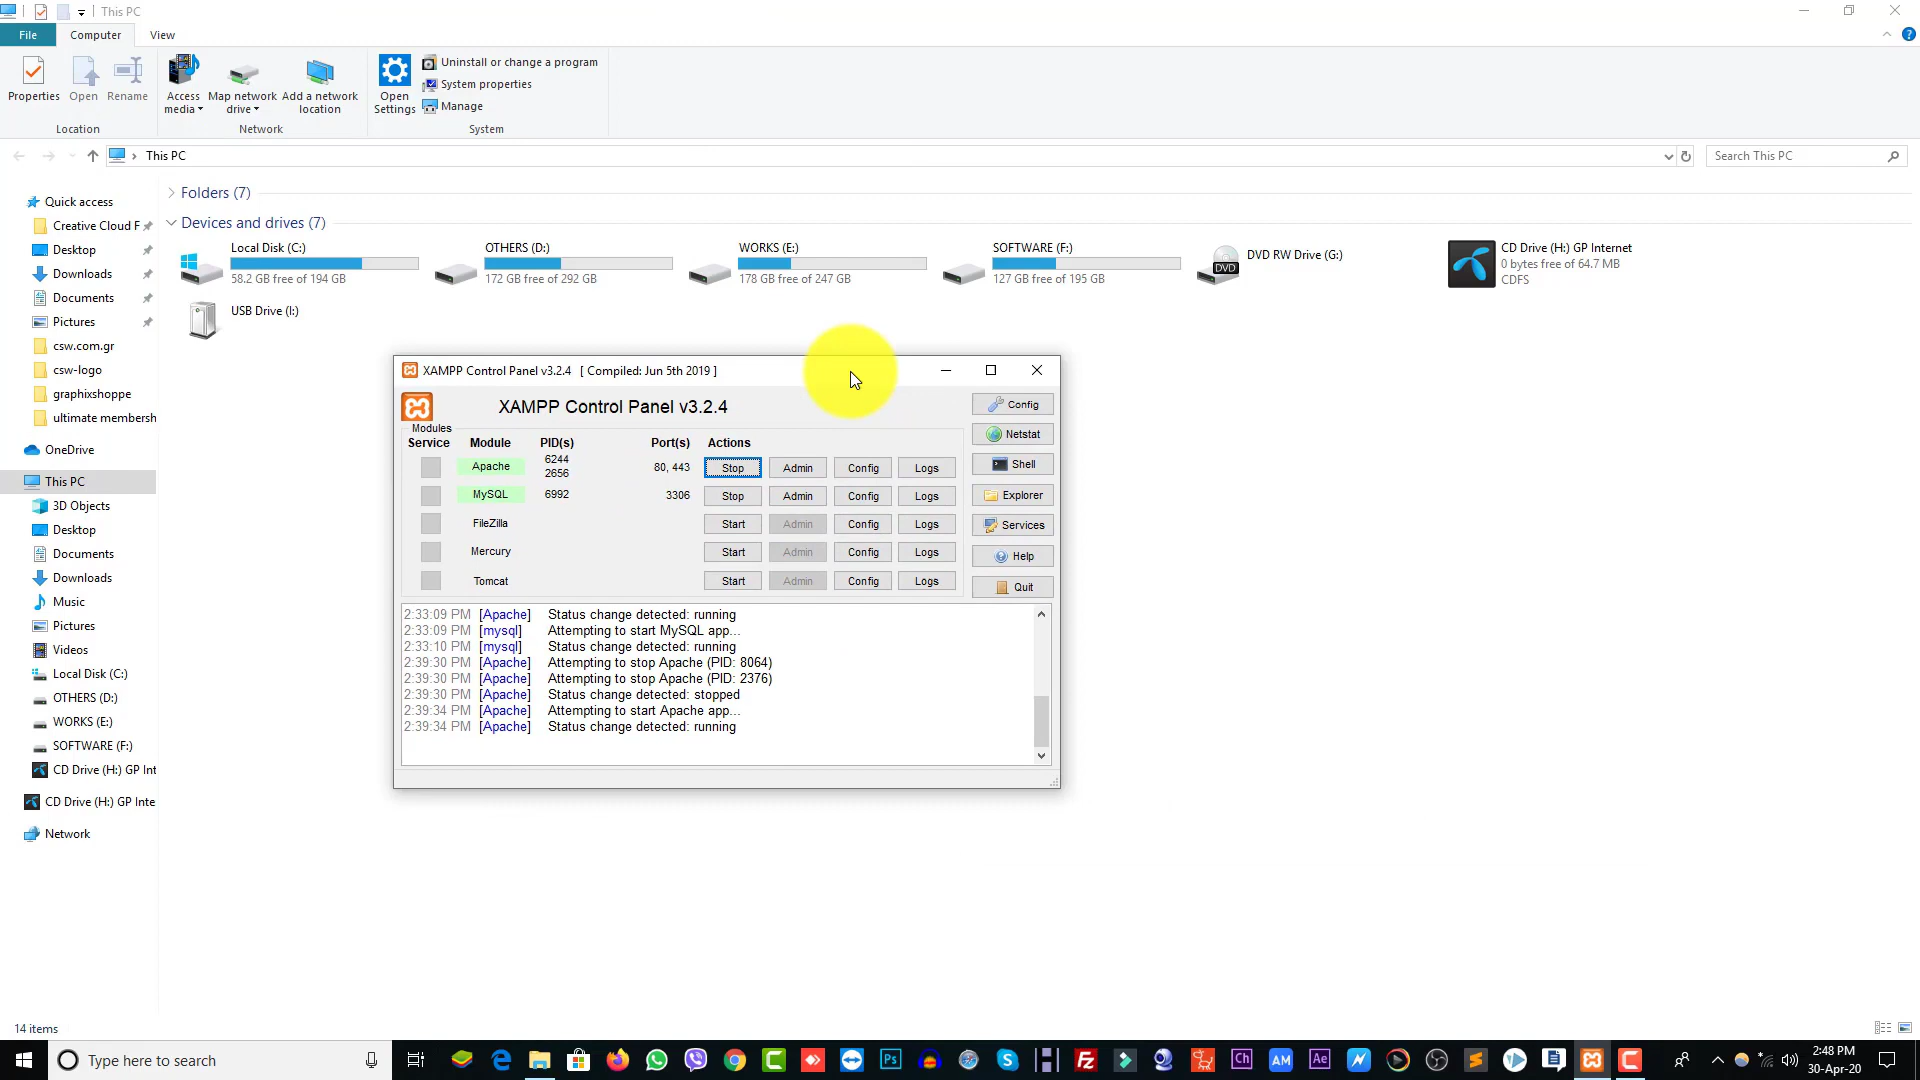 This PC
File
Computer
View
Properties
Open
Rename
Access media
Map network drive
Add a network location
Open Settings
Uninstall or change a program
System properties
Manage
Location
Network
System
This PC
Search This PC
Quick access
Creative Cloud F
Desktop
Downloads
Documents
Pictures
csw.com.gr
csw-logo
graphixshoppe
ultimate membersh
OneDrive
This PC
3D Objects
Desktop
Documents
Downloads
Music
Pictures
Videos
Local Disk (C:)
OTHERS (D:)
WORKS (E:)
SOFTWARE (F:)
CD Drive (H:) GP Int
CD Drive (H:) GP Inte
Network
Folders (7)
Devices and drives (7)
Local Disk (C:)
58.2 GB free of 194 GB
OTHERS (D:)
172 GB free of 292 GB
WORKS (E:)
178 GB free of 247 GB
SOFTWARE (F:)
127 GB free of 195 GB
DVD
DVD RW Drive (G:)
CD Drive (H:) GP Internet
0 bytes free of 64.7 MB
CDFS
USB Drive (I:)
XAMPP Control Panel v3.2.4 [ Compiled: Jun 5th 2019 ]
XAMPP Control Panel v3.2.4
Modules
Service Module PID(s) Port(s) Actions
Apache 6244 2656 80, 443 Stop Admin Config Logs
MySQL 6992 3306 Stop Admin Config Logs
FileZilla Start Admin Config Logs
Mercury Start Admin Config Logs
Tomcat Start Admin Config Logs
Config
Netstat
Shell
Explorer
Services
Help
Quit
2:33:09 PM [Apache] Status change detected: running
2:33:09 PM [mysql] Attempting to start MySQL app...
2:33:10 PM [mysql] Status change detected: running
2:39:30 PM [Apache] Attempting to stop Apache (PID: 8064)
2:39:30 PM [Apache] Attempting to stop Apache (PID: 2376)
2:39:30 PM [Apache] Status change detected: stopped
2:39:34 PM [Apache] Attempting to start Apache app...
2:39:34 PM [Apache] Status change detected: running
14 items
Type here to search
Ps
Fz
Ch
AM
Ae
2:48 PM
30-Apr-20